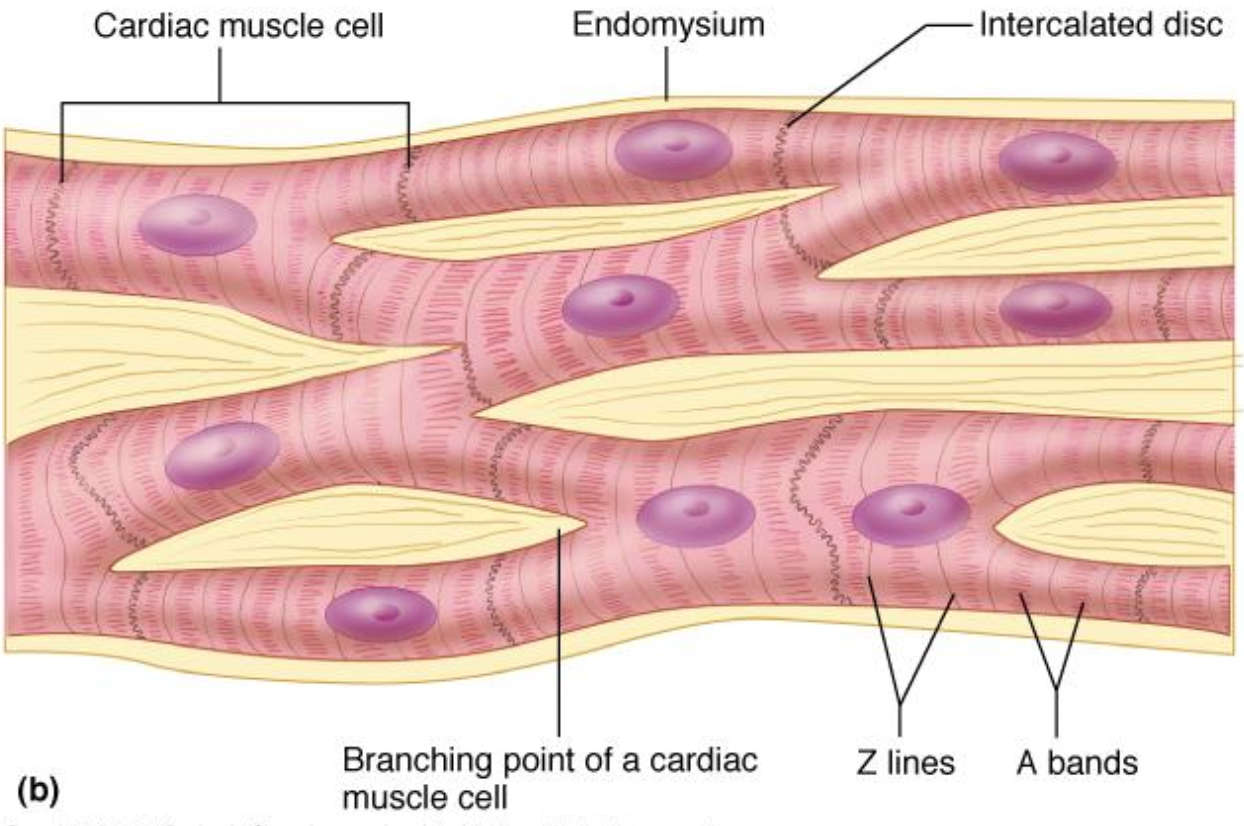 Cardiac muscle cell
Endomysium
Intercalated disc
Branching point of a cardiac
muscle cell
Z lines
A bands
(b)